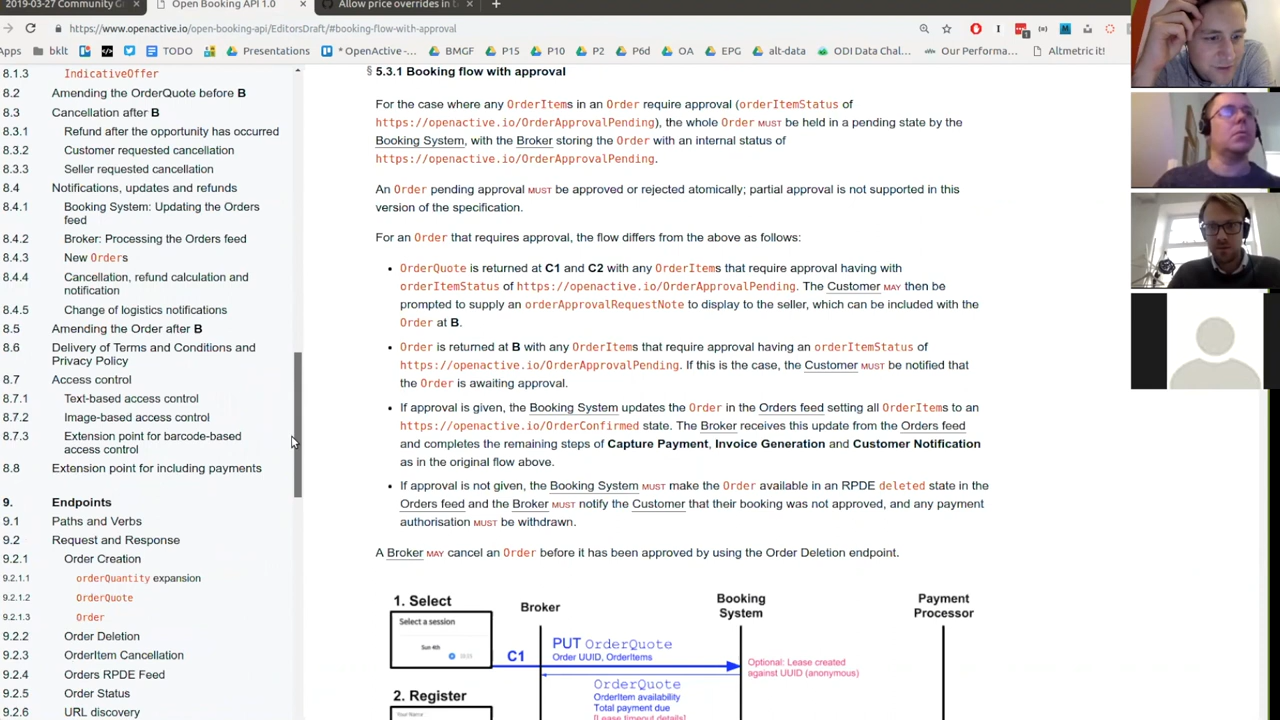 2019-03-27 Community G
Open Booking API 1.0
Allow price overrides in t
https://www.openactive.io/open-booking-api/EditorsDraft/#booking-flow-with-approval
Apps
bklt
TODO
Presentations
* OpenActive -
BMGF
P1S
P10
P2
P6d
OA
EPG
alt-data
ODI Data Chal...
Our Performa...
Altmetric it!
8.1.3 IndicativeOffer
8.2 Amending the OrderQuote before B
8.3 Cancellation after B
8.3.1 Refund after the opportunity has occurred
8.3.2 Customer requested cancellation
8.3.3 Seller requested cancellation
8.4 Notifications, updates and refunds
8.4.1 Booking System: Updating the Orders
feed
8.4.2 Broker: Processing the Orders feed
8.4.3 New Orders
8.4.4 Cancellation, refund calculation and
notification
8.4.5 Change of logistics notifications
8.5 Amending the Order after B
8.6 Delivery of Terms and Conditions and
Privacy Policy
8.7 Access control
8.7.1 Text-based access control
8.7.2 Image-based access control
8.7.3 Extension point for barcode-based
access control
8.8 Extension point for including payments
9. Endpoints
9.1 Paths and Verbs
9.2 Request and Response
9.2.1 Order Creation
9.2.1.1 orderQuantity expansion
9.2.1.2 OrderQuote
9.2.1.3 Order
9.2.2 Order Deletion
9.2.3 OrderItem Cancellation
9.2.4 Orders RPDE Feed
9.2.5 Order Status
9.2.6 URL discovery
§ 5.3.1 Booking flow with approval
For the case where any OrderItems in an Order require approval (orderItemStatus of
https://openactive.io/OrderApprovalPending), the whole Order MUST be held in a pending state by the
Booking System, with the Broker storing the Order with an internal status of
https://openactive.io/OrderApprovalPending.
An Order pending approval MUST be approved or rejected atomically; partial approval is not supported in this
version of the specification.
For an Order that requires approval, the flow differs from the above as follows:
• OrderQuote is returned at C1 and C2 with any OrderItems that require approval having with
orderItemStatus of https://openactive.io/OrderApprovalPending. The Customer MAY then be
prompted to supply an orderApprovalRequestNote to display to the seller, which can be included with the
Order at B.
• Order is returned at B with any OrderItems that require approval having an orderItemStatus of
https://openactive.io/OrderApprovalPending. If this is the case, the Customer MUST be notified that
the Order is awaiting approval.
• If approval is given, the Booking System updates the Order in the Orders feed setting all OrderItems to an
https://openactive.io/OrderConfirmed state. The Broker receives this update from the Orders feed
and completes the remaining steps of Capture Payment, Invoice Generation and Customer Notification
as in the original flow above.
• If approval is not given, the Booking System MUST make the Order available in an RPDE deleted state in the
Orders feed and the Broker MUST notify the Customer that their booking was not approved, and any payment
authorisation MUST be withdrawn.
A Broker MAY cancel an Order before it has been approved by using the Order Deletion endpoint.
1. Select
Select a session
Sun 4th
Broker
Booking
System
Payment
Processor
C1
PUT OrderQuote
Order UUID, OrderItems
Optional: Lease created
against UUID (anonymous)
OrderQuote
OrderItem availability
Total payment due
[Lease timeout details]
2. Register
Your Name